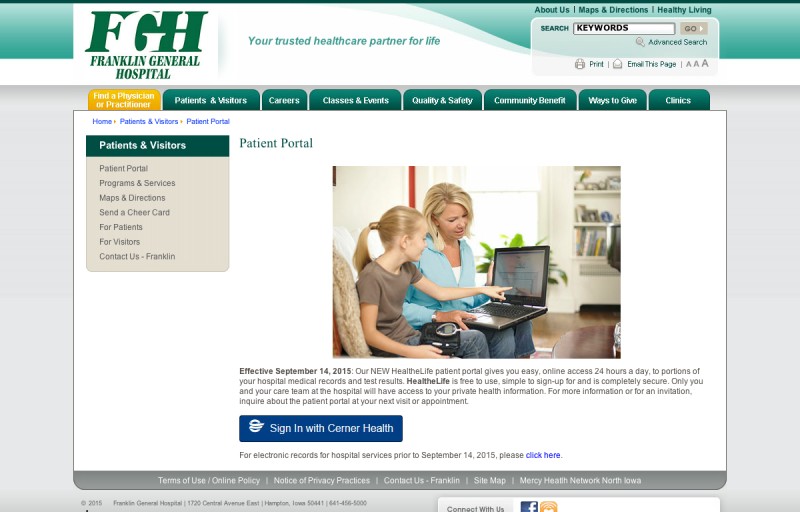 About Us | Maps & Directions | Healthy Living
FGH
FRANKLIN GENERAL
HOSPITAL
Your trusted healthcare partner for life
SEARCH KEYWORDS GO
Advanced Search
Print | Email This Page | A A A
Find a Physician
or Practitioner
Patients & Visitors
Careers
Classes & Events
Quality & Safety
Community Benefit
Ways to Give
Clinics
Home Patients & Visitors Patient Portal
Patients & Visitors
Patient Portal
Programs & Services
Maps & Directions
Send a Cheer Card
For Patients
For Visitors
Contact Us - Franklin
Patient Portal
Effective September 14, 2015: Our NEW HealtheLife patient portal gives you easy, online access 24 hours a day, to portions
of your hospital medical records and test results. HealtheLife is free to use, simple to sign-up for and is completely secure. Only you
and your care team at the hospital will have access to your private health information. For more information or for an invitation,
inquire about the patient portal at your next visit or appointment.
Sign In with Cerner Health
For electronic records for hospital services prior to September 14, 2015, please click here.
Terms of Use / Online Policy | Notice of Privacy Practices | Contact Us - Franklin | Site Map | Mercy Health Network North Iowa
© 2015 Franklin General Hospital | 1720 Central Avenue East | Hampton, Iowa 50441 | 641-456-5000
Connect With Us